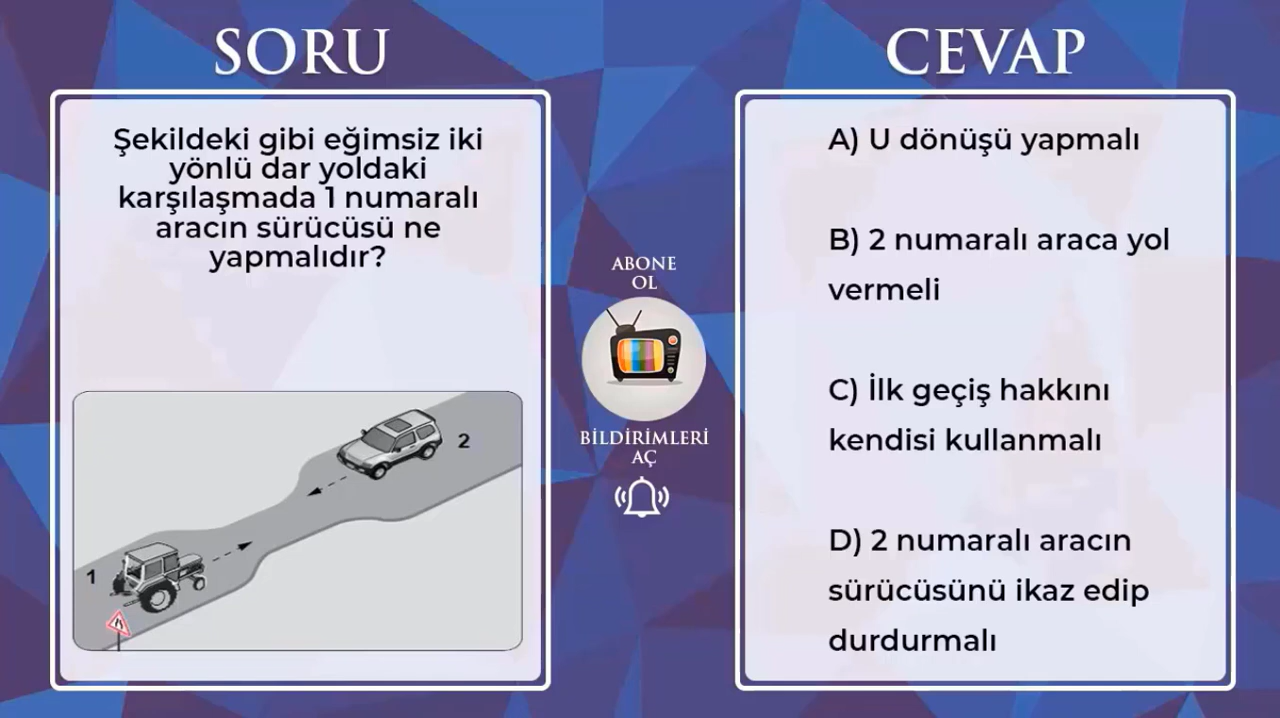 SORU
Şekildeki gibi eğimsiz iki
yönlü dar yoldaki
karşılaşmada 1 numaralı
aracın sürücüsü ne
yapmalıdır?
1
2
ABONE
OL
BİLDİRİMLERİ
AÇ
CEVAP
A) U dönüşü yapmalı
B) 2 numaralı araca yol
vermeli
C) İlk geçiş hakkını
kendisi kullanmalı
D) 2 numaralı aracın
sürücüsünü ikaz edip
durdurmalı